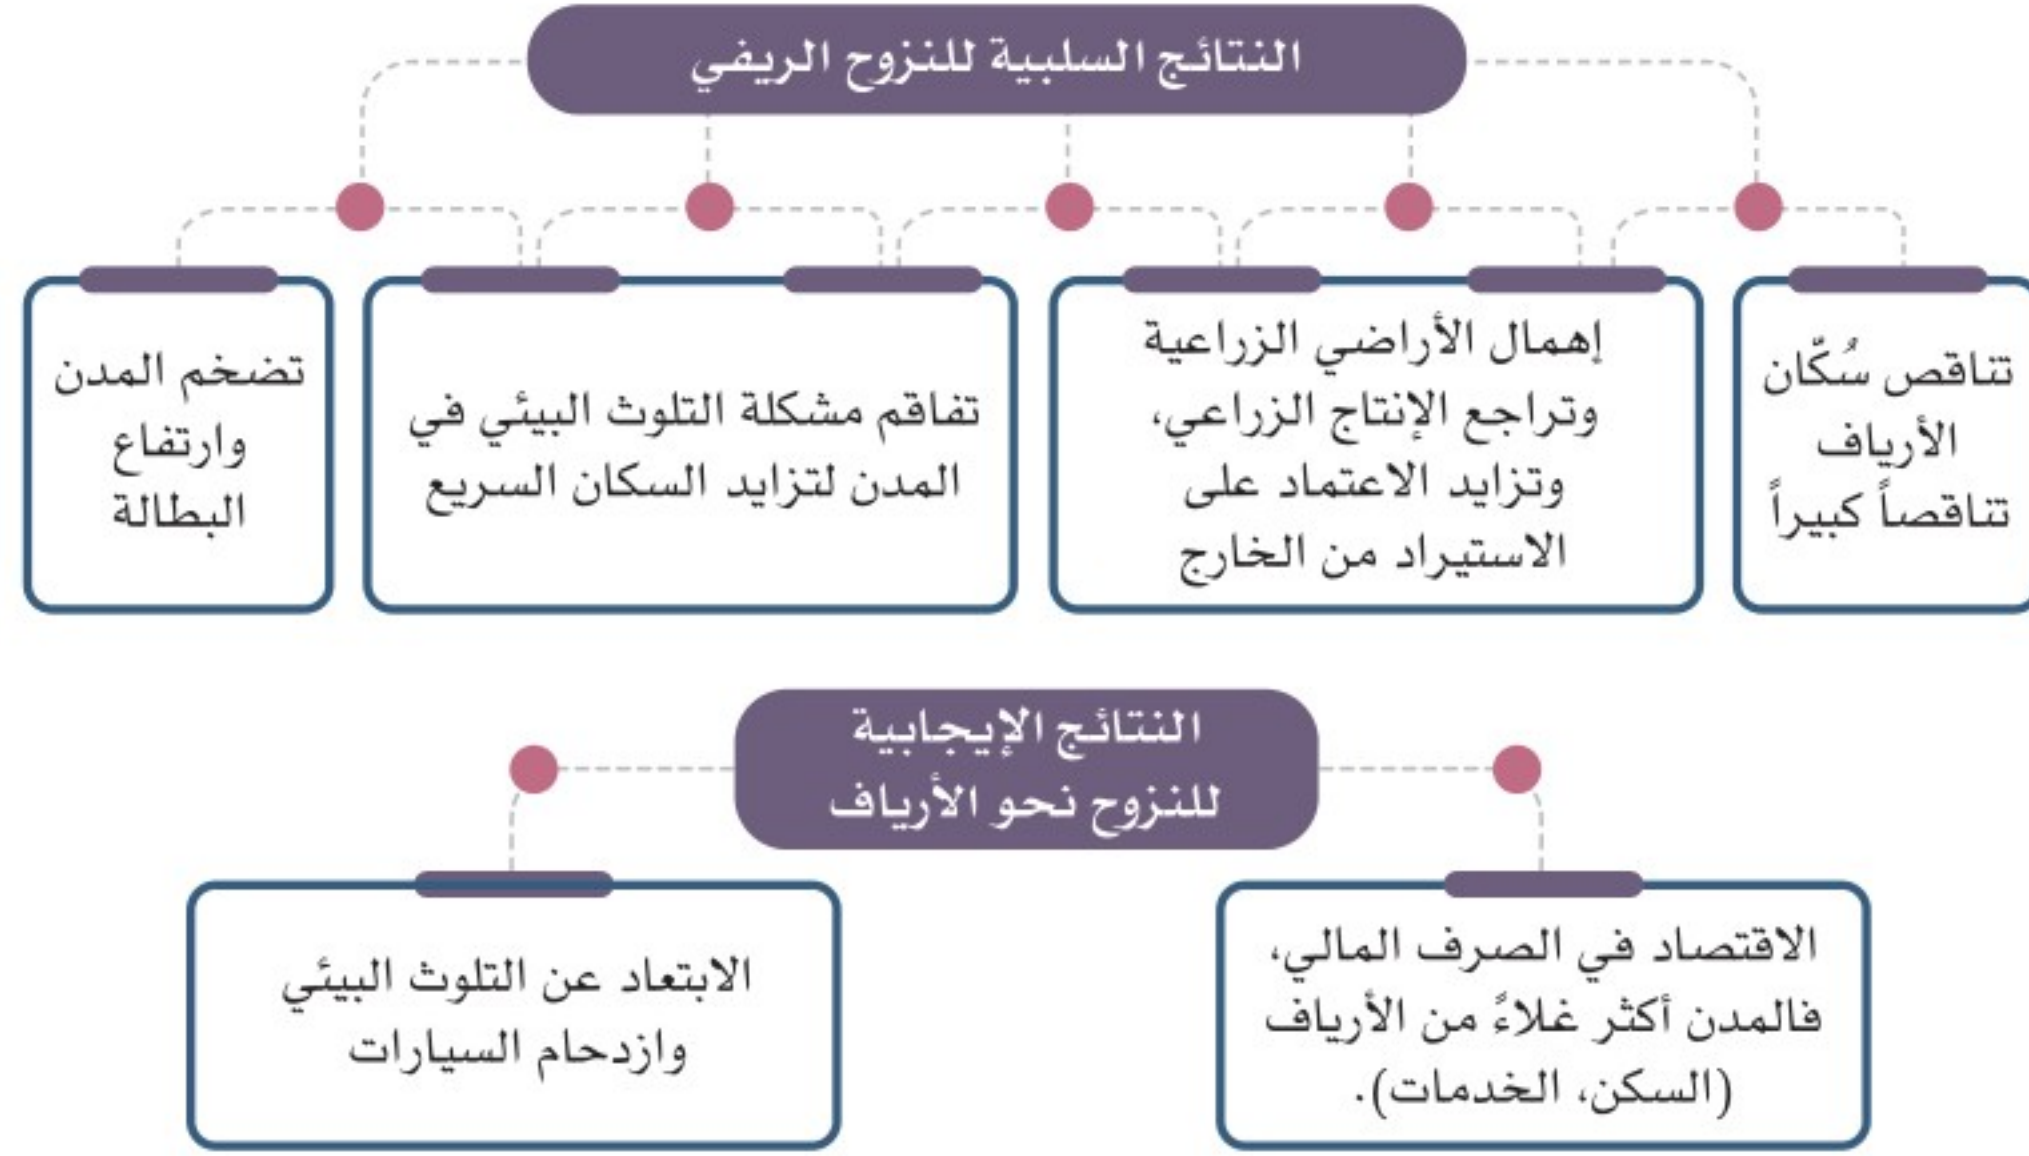 النتائج السلبية للنزوح الريفي
تناقص سُكَّان
الأرياف
تناقصاً كبيراً
إهمال الأراضي الزراعية
وتراجع الإنتاج الزراعي،
وتزايد الاعتماد على
الاستيراد من الخارج
تفاقم مشكلة التلوث البيئي في
المدن لتزايد السكان السريع
تضخم المدن
وارتفاع
البطالة
النتائج الإيجابية
للنزوح نحو الأرياف
الاقتصاد في الصرف المالي،
فالمدن أكثر غلاءً من الأرياف
(السكن، الخدمات).
الابتعاد عن التلوث البيئي
وازدحام السيارات